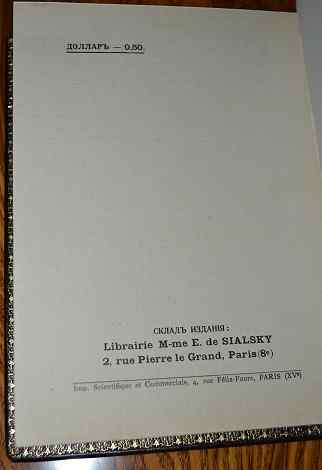 ДОЛЛАРЪ — 0,50.
СКЛАДЪ ИЗДАНІЯ:
Librairie M-me E. de SIALSKY
2, rue Pierre le Grand, Paris (8e)
Imp. Scientifique et Commerciale, 4, rue Félix-Faure, PARIS (XVe)